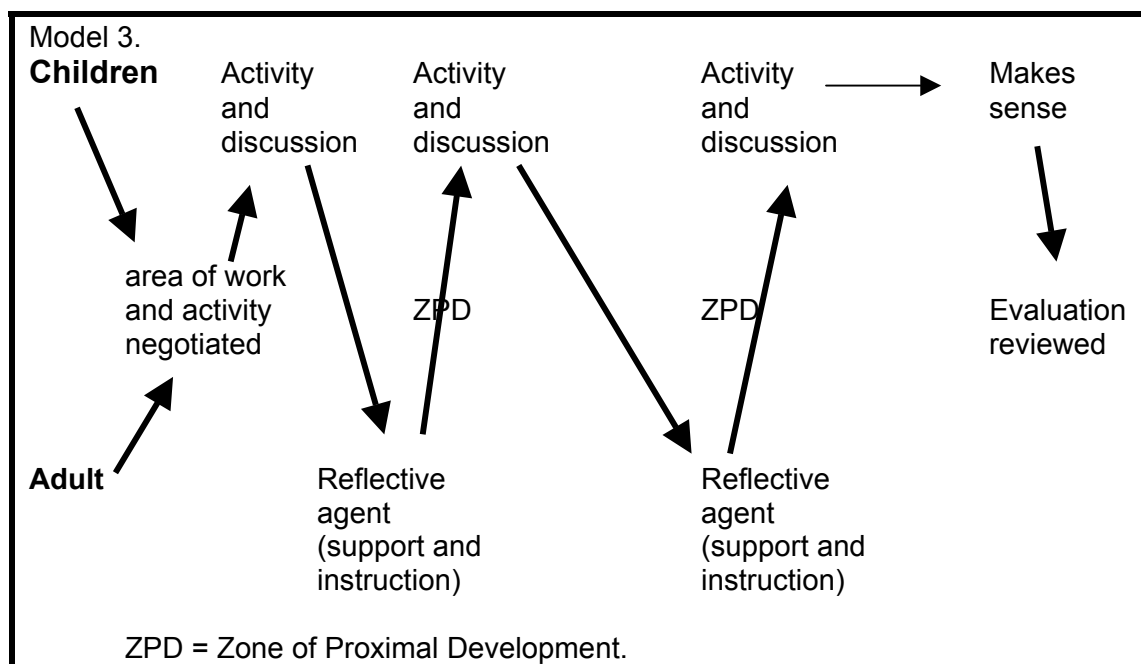 Model 3.
Children Activity Activity Activity Makes
and and and sense
discussion discussion discussion
area of work
and activity ZPD ZPD Evaluation
negotiated reviewed
Adult Reflective Reflective
agent agent
(support and (support and
instruction) instruction)
ZPD = Zone of Proximal Development.